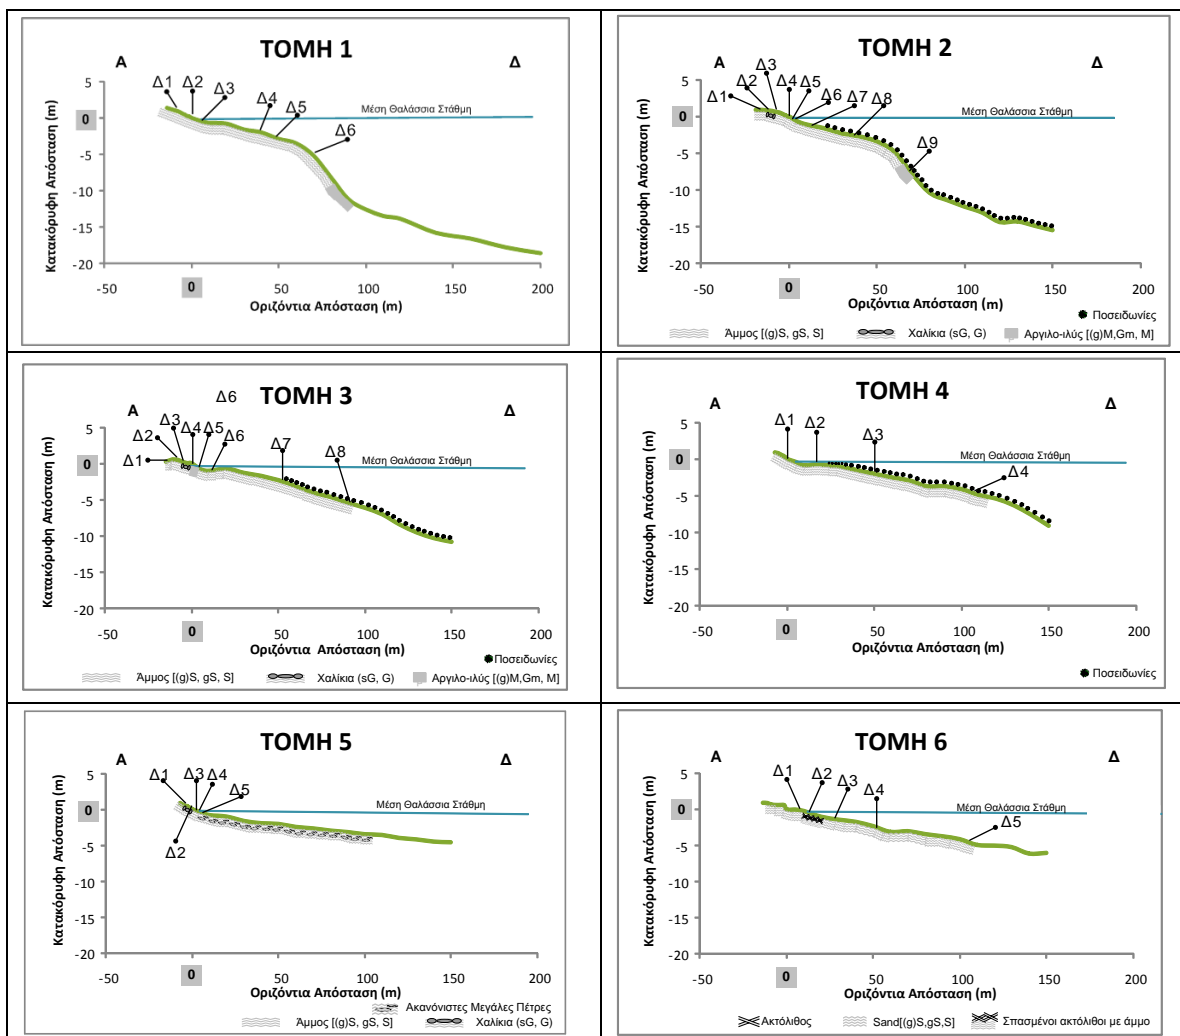 ΤΟΜΗ 1
Α
Δ
Δ1
Δ2
Δ3
Δ4
Δ5
Δ6
Μέση Θαλάσσια Στάθμη
5
0
-5
-10
-15
-20
Κατακόρυφη Απόσταση (m)
-50
0
50
100
150
200
Οριζόντια Απόσταση (m)
ΤΟΜΗ 2
Α
Δ
Δ3
Δ2
Δ4
Δ5
Δ1
Δ6
Δ7
Δ8
Δ9
Μέση Θαλάσσια Στάθμη
5
0
-5
-10
-15
-20
Κατακόρυφη Απόσταση (m)
-50
0
50
100
150
200
Οριζόντια Απόσταση (m)
Ποσειδωνίες
Άμμος [(g)S, gS, S]
Χαλίκια (sG, G)
Αργιλο-ιλύς [(g)M,Gm, M]
Δ6
ΤΟΜΗ 3
Α
Δ
Δ3
Δ2
Δ4
Δ5
Δ6
Δ1
Δ7
Δ8
Μέση Θαλάσσια Στάθμη
5
0
-5
-10
-15
-20
Κατακόρυφη Απόσταση (m)
-50
0
50
100
150
200
Οριζόντια Απόσταση (m)
Ποσειδωνίες
Άμμος [(g)S, gS, S]
Χαλίκια (sG, G)
Αργιλο-ιλύς [(g)M,Gm, M]
ΤΟΜΗ 4
Α
Δ
Δ1
Δ2
Δ3
Δ4
Μέση Θαλάσσια Στάθμη
5
0
-5
-10
-15
-20
Κατακόρυφη Απόσταση (m)
-50
0
50
100
150
200
Οριζόντια Απόσταση (m)
Ποσειδωνίες
ΤΟΜΗ 5
Α
Δ
Δ1
Δ3
Δ4
Δ5
Δ2
Μέση Θαλάσσια Στάθμη
5
0
-5
-10
-15
-20
Κατακόρυφη Απόσταση (m)
-50
0
50
100
150
200
Οριζόντια Απόσταση (m)
Ακανόνιστες Μεγάλες Πέτρες
Άμμος [(g)S, gS, S]
Χαλίκια (sG, G)
ΤΟΜΗ 6
Α
Δ
Δ1
Δ2
Δ3
Δ4
Δ5
Μέση Θαλάσσια Στάθμη
5
0
-5
-10
-15
-20
Κατακόρυφη Απόσταση (m)
-50
0
50
100
150
200
Οριζόντια Απόσταση (m)
Ακτόλιθος
Sand[(g)S,gS,S]
Σπασμένοι ακτόλιθοι με άμμο